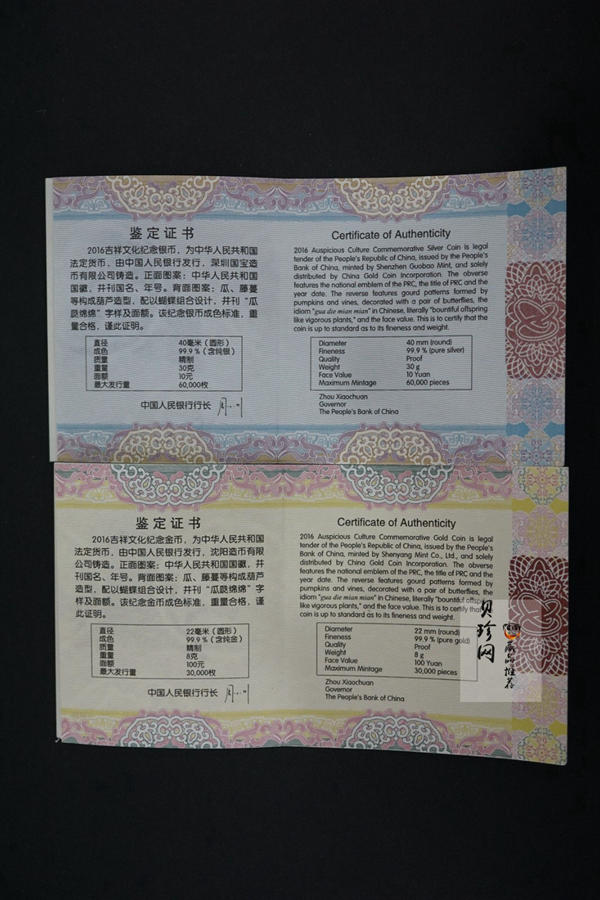 鉴定证书
2016吉祥文化纪念银币，为中华人民共和国
法定货币，由中国人民银行发行，深圳国宝造
币有限公司铸造。正面图案：中华人民共和国
国徽，并刊国名、年号。背面图案：瓜、藤蔓
等构成葫芦造型，配以蝴蝶组合设计，并刊“瓜
瓞绵绵”字样及面额。该纪念银币成色标准，重
量合格，谨此证明。
直径 40毫米（圆形）
成色 99.9％（含纯银）
质量 精制
重量 30克
面额 10元
最大发行量 60,000枚
中国人民银行行长
Certificate of Authenticity
2016 Auspicious Culture Commemorative Silver Coin is legal
tender of the People's Republic of China, issued by the People's
Bank of China, minted by Shenzhen Guobao Mint, and solely
distributed by China Gold Coin Incorporation. The obverse
features the national emblem of the PRC, the title of PRC and the
year date. The reverse features gourd patterns formed by
pumpkins and vines, decorated with a pair of butterflies, the
idiom "gua die mian mian" in Chinese, literally "bountiful offspring
like vigorous plants," and the face value. This is to certify that the
coin is up to standard as to its fineness and weight.
Diameter 40 mm (round)
Fineness 99.9 % (pure silver)
Quality Proof
Weight 30 g
Face Value 10 Yuan
Maximum Mintage 60,000 pieces
Zhou Xiaochuan
Governor
The People's Bank of China
鉴定证书
2016吉祥文化纪念金币，为中华人民共和国
法定货币，由中国人民银行发行，沈阳造币有限
公司铸造。正面图案：中华人民共和国国徽，并
刊国名、年号。背面图案：瓜、藤蔓等构成葫芦
造型，配以蝴蝶组合设计，并刊“瓜瓞绵绵”字
样及面额。该纪念金币成色标准，重量合格，谨
此证明。
直径 22毫米（圆形）
成色 99.9％（含纯金）
质量 精制
重量 8克
面额 100元
最大发行量 30,000枚
中国人民银行行长
Certificate of Authenticity
2016 Auspicious Culture Commemorative Gold Coin is legal
tender of the People's Republic of China, issued by the People's
Bank of China, minted by Shenyang Mint Co., Ltd., and solely
distributed by China Gold Coin Incorporation. The obverse
features the national emblem of the PRC, the title of PRC and the
year date. The reverse features gourd patterns formed by
pumpkins and vines, decorated with a pair of butterflies, the
idiom "gua die mian mian" in Chinese, literally "bountiful offspring
like vigorous plants," and the face value. This is to certify that the
coin is up to standard as to its fineness and weight.
Diameter 22 mm (round)
Fineness 99.9 % (pure gold)
Quality Proof
Weight 8 g
Face Value 100 Yuan
Maximum Mintage 30,000 pieces
Zhou Xiaochuan
Governor
The People's Bank of China
贝珍网
藏品推荐